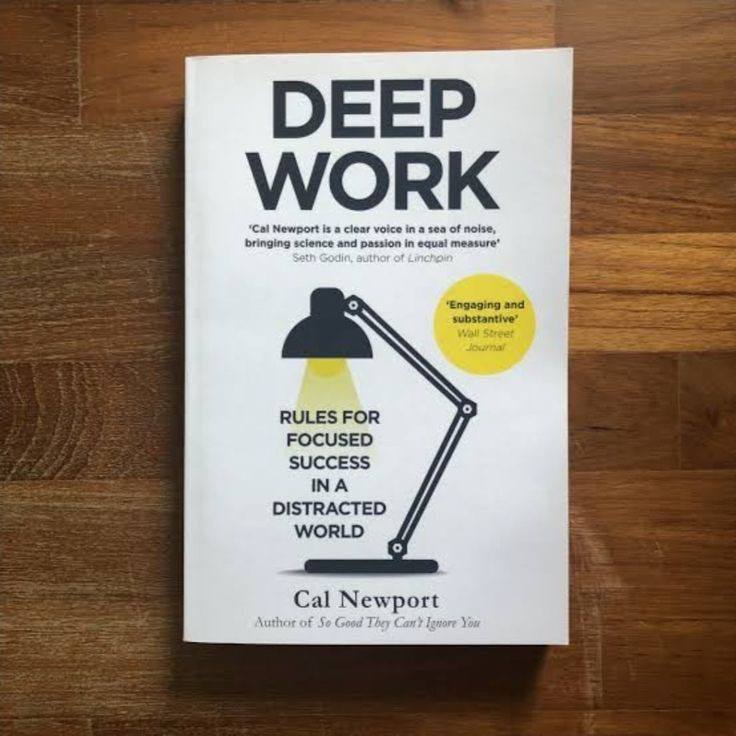 DEEP
WORK
‘Cal Newport is a clear voice in a sea of noise,
bringing science and passion in equal measure’
Seth Godin, author of Linchpin
‘Engaging and
substantive’
Wall Street
Journal
RULES FOR
FOCUSED
SUCCESS
IN A
DISTRACTED
WORLD
Cal Newport
Author of So Good They Can't Ignore You